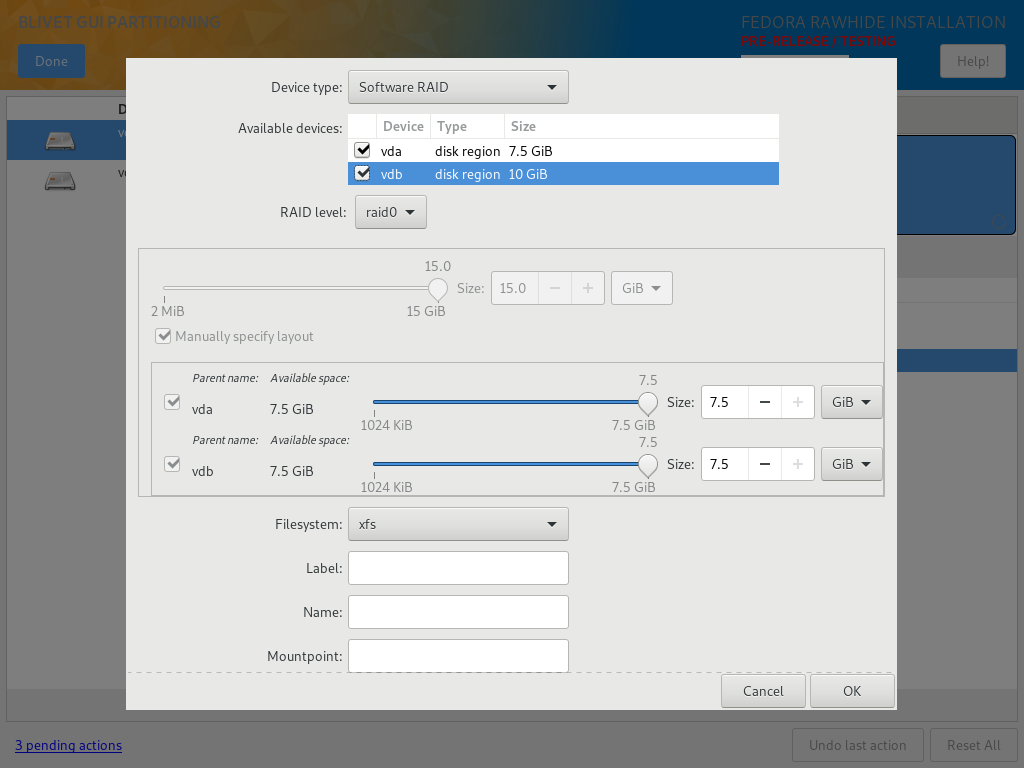 BLIVET GUI PARTITIONING
FEDORA RAWHIDE INSTALLATION
PRE-RELEASE / TESTING
Done
Help!
Device type: Software RAID
Available devices:
Device Type Size
vda disk region 7.5 GiB
vdb disk region 10 GiB
RAID level: raid0
15.0
Size: 15.0 GiB
2 MiB 15 GiB
Manually specify layout
Parent name: Available space: 7.5
vda 7.5 GiB Size: 7.5 GiB
1024 KiB 7.5 GiB
Parent name: Available space: 7.5
vdb 7.5 GiB Size: 7.5 GiB
1024 KiB 7.5 GiB
Filesystem: xfs
Label:
Name:
Mountpoint:
Cancel OK
3 pending actions
Undo last action Reset All